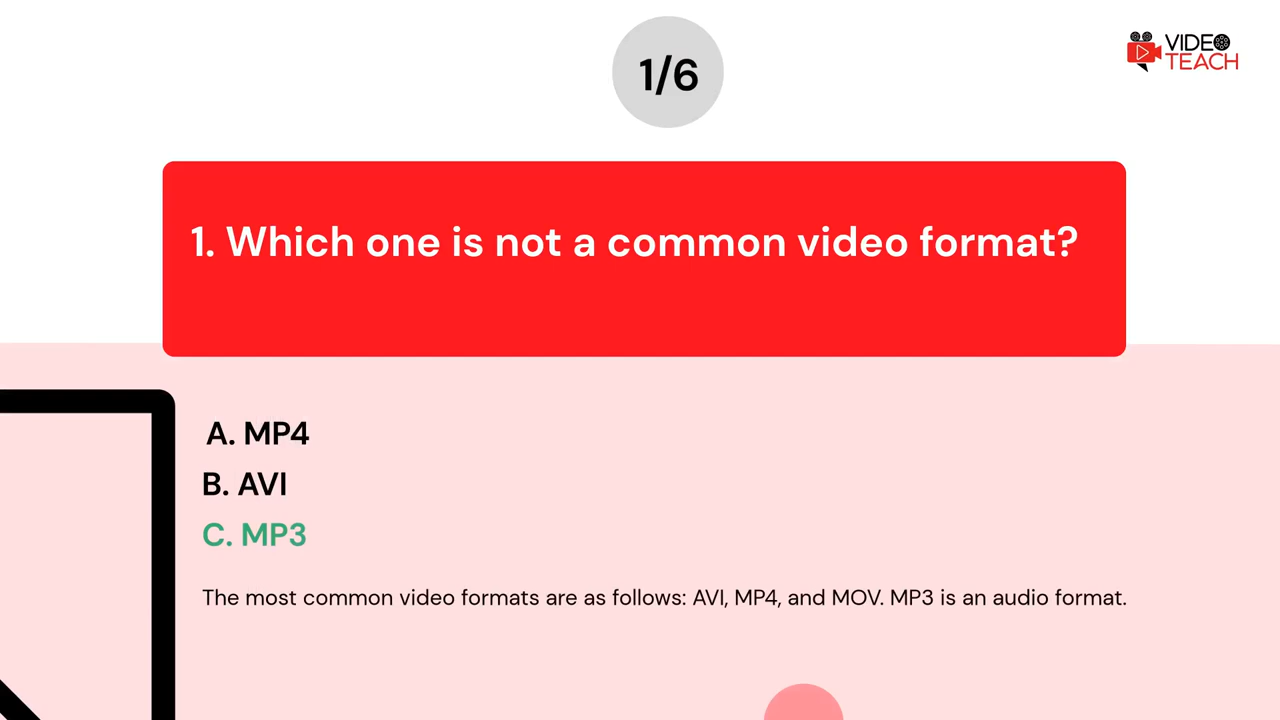 1/6
VIDEO
TEACH
1. Which one is not a common video format?
A. MP4
B. AVI
C. MP3
The most common video formats are as follows: AVI, MP4, and MOV. MP3 is an audio format.